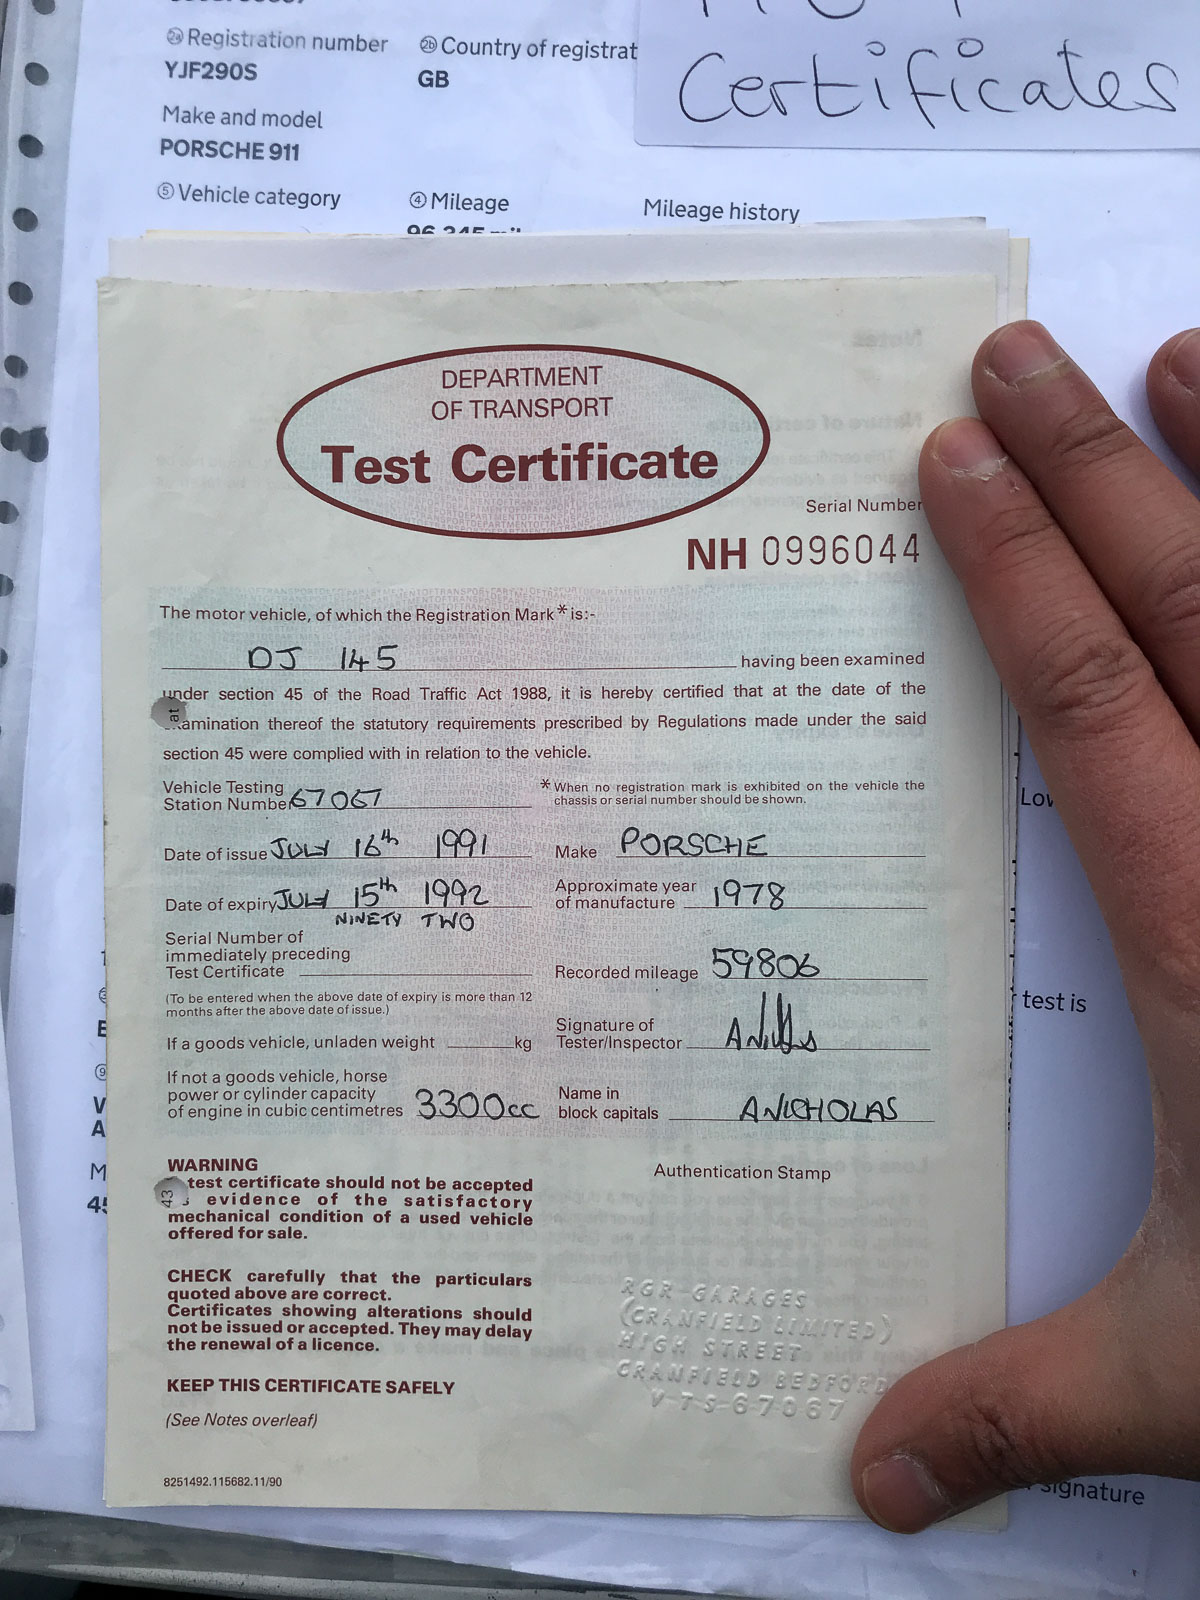 2a Registration number
2b Country of registrat
YJF290S
GB
Make and model
PORSCHE 911
5 Vehicle category
4 Mileage
Mileage history
96,245
Certificates
DEPARTMENT
OF TRANSPORT
Test Certificate
Serial Number
NH 0996044
The motor vehicle, of which the Registration Mark * is:-
DJ 145 having been examined
under section 45 of the Road Traffic Act 1988, it is hereby certified that at the date of the
amination thereof the statutory requirements prescribed by Regulations made under the said
section 45 were complied with in relation to the vehicle.
Vehicle Testing
Station Number 67067
* When no registration mark is exhibited on the vehicle the
chassis or serial number should be shown.
Date of issue JULY 16th 1991
Make PORSCHE
Date of expiry JULY 15th 1992
NINETY TWO
Approximate year
of manufacture 1978
Serial Number of
immediately preceding
Test Certificate
Recorded mileage 59806
(To be entered when the above date of expiry is more than 12
months after the above date of issue.)
Signature of
Tester/Inspector
If a goods vehicle, unladen weight kg
If not a goods vehicle, horse
power or cylinder capacity
of engine in cubic centimetres 3300cc
Name in
block capitals A NICHOLAS
WARNING
test certificate should not be accepted
evidence of the satisfactory
mechanical condition of a used vehicle
offered for sale.
CHECK carefully that the particulars
quoted above are correct.
Certificates showing alterations should
not be issued or accepted. They may delay
the renewal of a licence.
KEEP THIS CERTIFICATE SAFELY
(See Notes overleaf)
8251492.115682.11/90
Authentication Stamp
RGR GARAGES
(CRANFIELD LIMITED)
HIGH STREET
CRANFIELD BEDFORD
V-T-S-67067
at
43
Lov
test is
signature